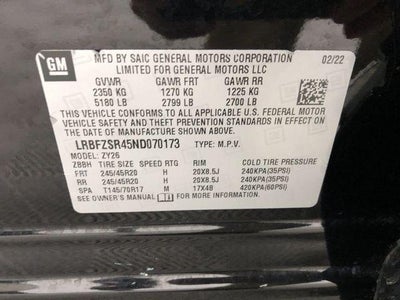 GM
MFD BY SAIC GENERAL MOTORS CORPORATION 02/22
LIMITED FOR GENERAL MOTORS LLC
GVWR GAWR FRT GAWR RR
2350 KG 1270 KG 1225 KG
5180 LB 2799 LB 2700 LB
THIS VEHICLE CONFORMS TO ALL APPLICABLE U.S. FEDERAL MOTOR
VEHICLE SAFETY AND THEFT PREVENTION STANDARDS IN EFFECT ON
THE DATE OF MANUFACTURE SHOWN ABOVE.
LRBFZSR45ND070173 TYPE: M.P.V.
MODEL: ZY26
ZBBH TIRE SIZE SPEED RTG RIM COLD TIRE PRESSURE
FRT 245/45R20 H 20X8.5J 240KPA(35PSI)
RR 245/45R20 H 20X8.5J 240KPA(35PSI)
SPA T145/70R17 M 17X4B 420KPA(60PSI)
SEE OWNER'S MANUAL FOR ADDITIONAL INFORMATION.